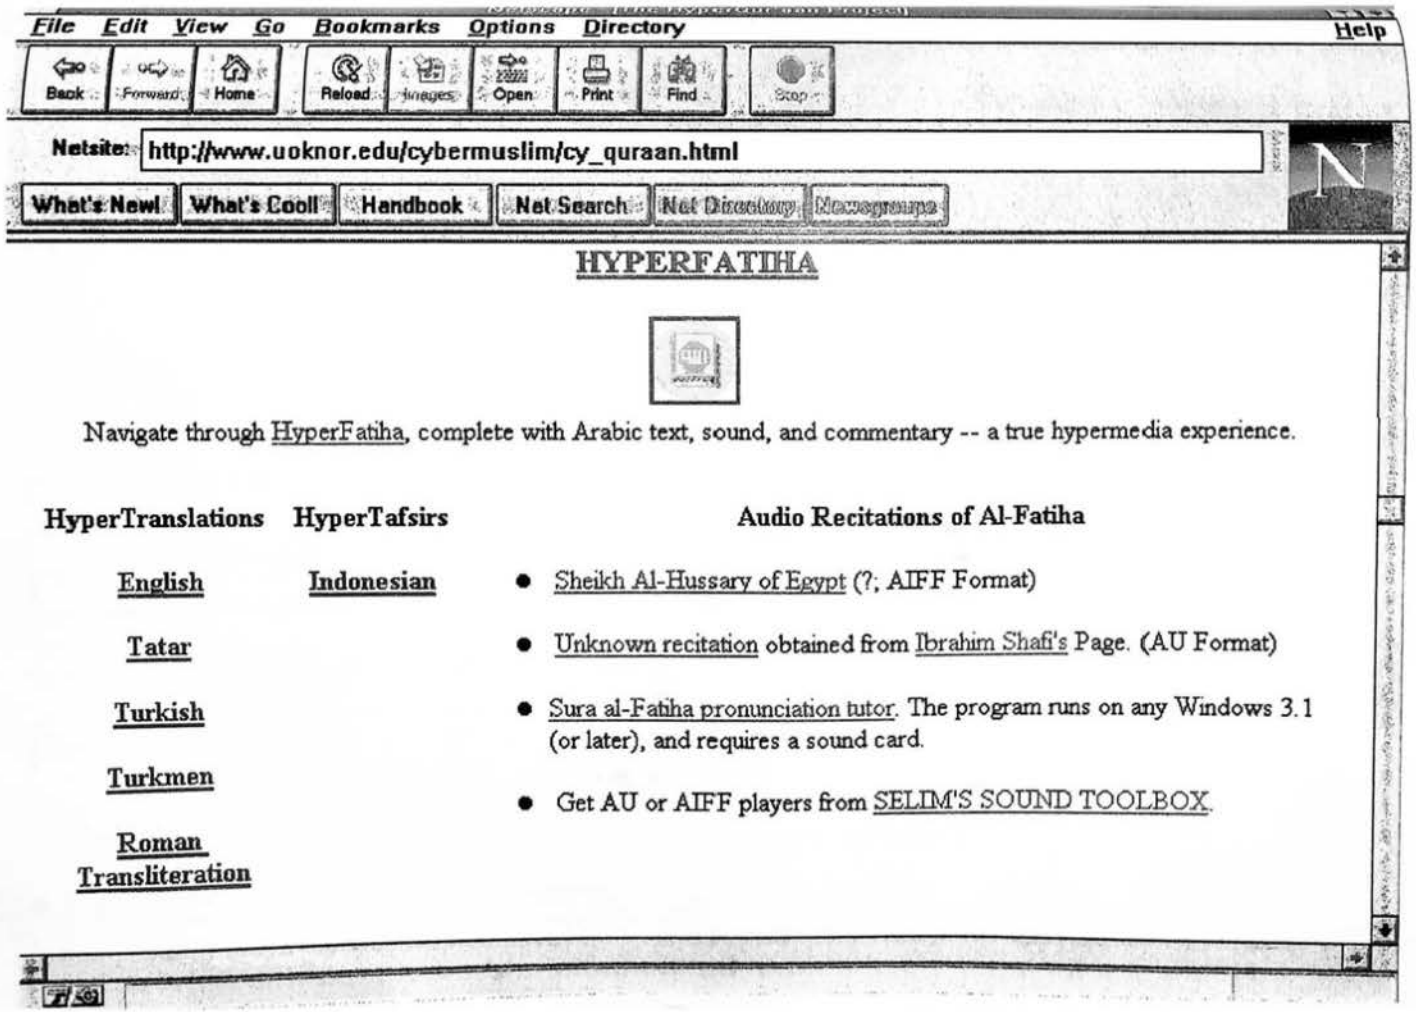 Netscape - [The HyperQur'aan Project]
File Edit View Go Bookmarks Options Directory Help
Back Forward Home Reload Images Open Print Find Stop
Netsite: http://www.uoknor.edu/cybermuslim/cy_quraan.html
N
What's New! What's Cool! Handbook Net Search Net Directory Newsgroups
HYPERFATIHA
Navigate through HyperFatiha, complete with Arabic text, sound, and commentary -- a true hypermedia experience.
HyperTranslations HyperTafsirs Audio Recitations of Al-Fatiha
English Indonesian ● Sheikh Al-Hussary of Egypt (?; AIFF Format)
Tatar ● Unknown recitation obtained from Ibrahim Shafi's Page. (AU Format)
Turkish ● Sura al-Fatiha pronunciation tutor. The program runs on any Windows 3.1
(or later), and requires a sound card.
Turkmen
● Get AU or AIFF players from SELIM'S SOUND TOOLBOX.
Roman
Transliteration